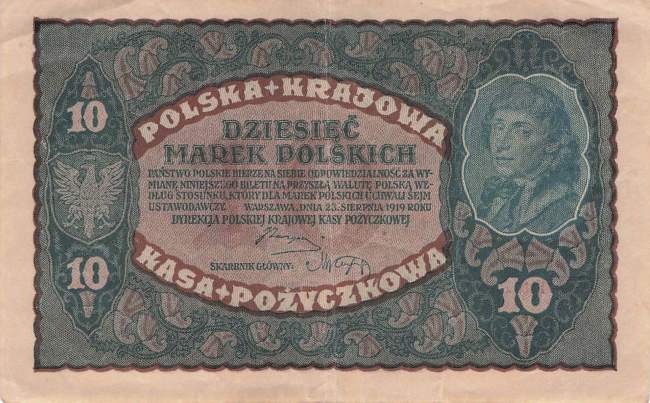 POLSKA + KRAJOWA
10
DZIESIĘĆ
MAREK POLSKICH
PAŃSTWO POLSKIE BIERZE NA SIEBIE ODPOWIEDZIALNOŚĆ ZA WY-
MIANĘ NINIEJSZEGO BILETU NA PRZYSZŁĄ WALUTĘ POLSKĄ WE-
DŁUG STOSUNKU, KTÓRY DLA MAREK POLSKICH UCHWALI SEJM
USTAWODAWCZY. WARSZAWA, DNIA 23. SIERPNIA 1919 ROKU
DYREKCJA POLSKIEJ KRAJOWEJ KASY POŻYCZKOWEJ
SKARBNIK GŁÓWNY:
10
KASA + POŻYCZKOWA
10